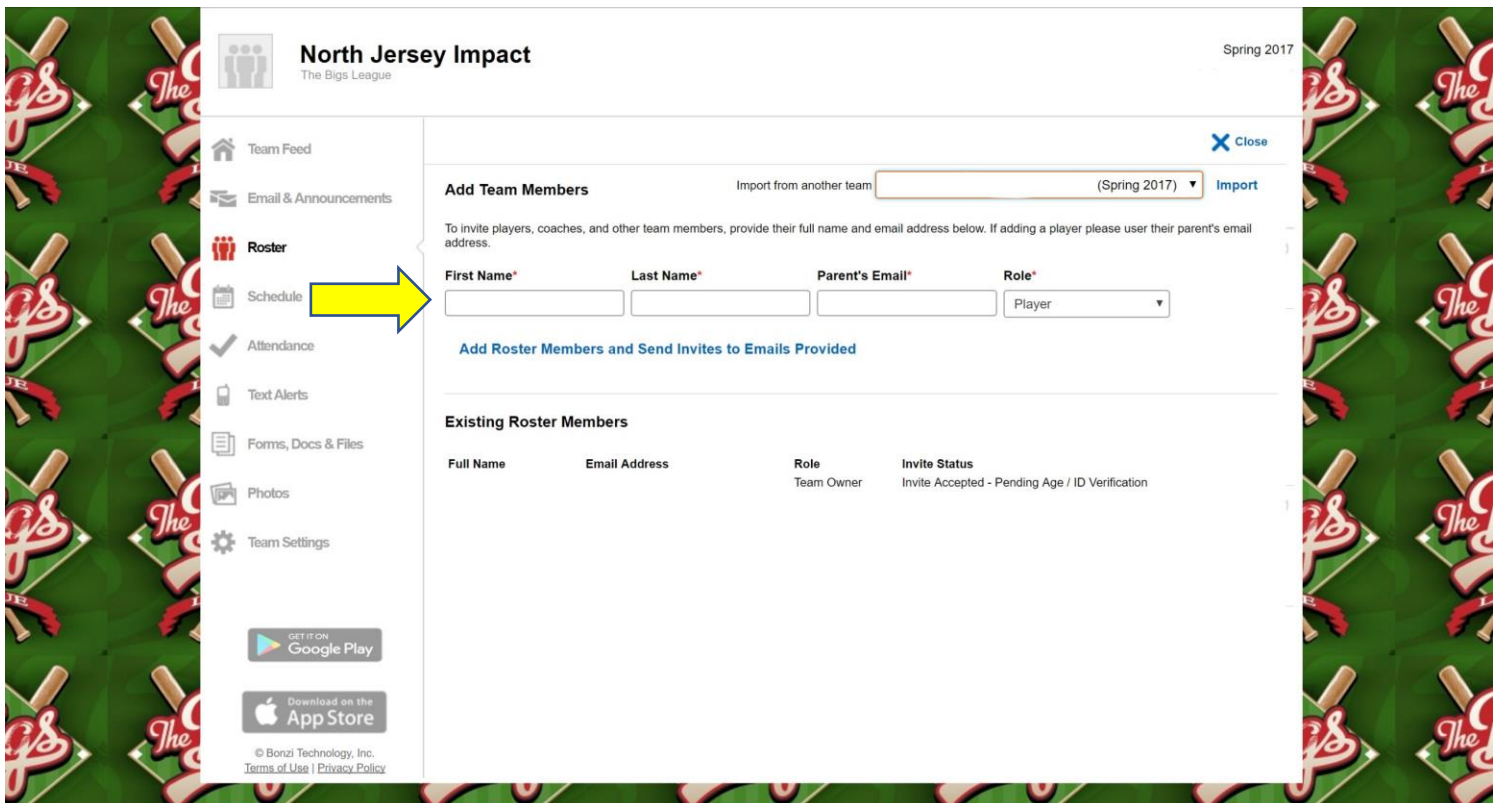 North Jersey Impact
The Bigs League
Spring 2017
Team Feed
Email & Announcements
Roster
Schedule
Attendance
Text Alerts
Forms, Docs & Files
Photos
Team Settings
GET IT ON
Google Play
Download on the
App Store
© Bonzi Technology, Inc.
Terms of Use | Privacy Policy
Close
Add Team Members
Import from another team (Spring 2017) Import
To invite players, coaches, and other team members, provide their full name and email address below. If adding a player please user their parent's email
address.
First Name* Last Name* Parent's Email* Role*
Player
Add Roster Members and Send Invites to Emails Provided
Existing Roster Members
Full Name Email Address Role Invite Status
Team Owner Invite Accepted - Pending Age / ID Verification
The
The
The
The